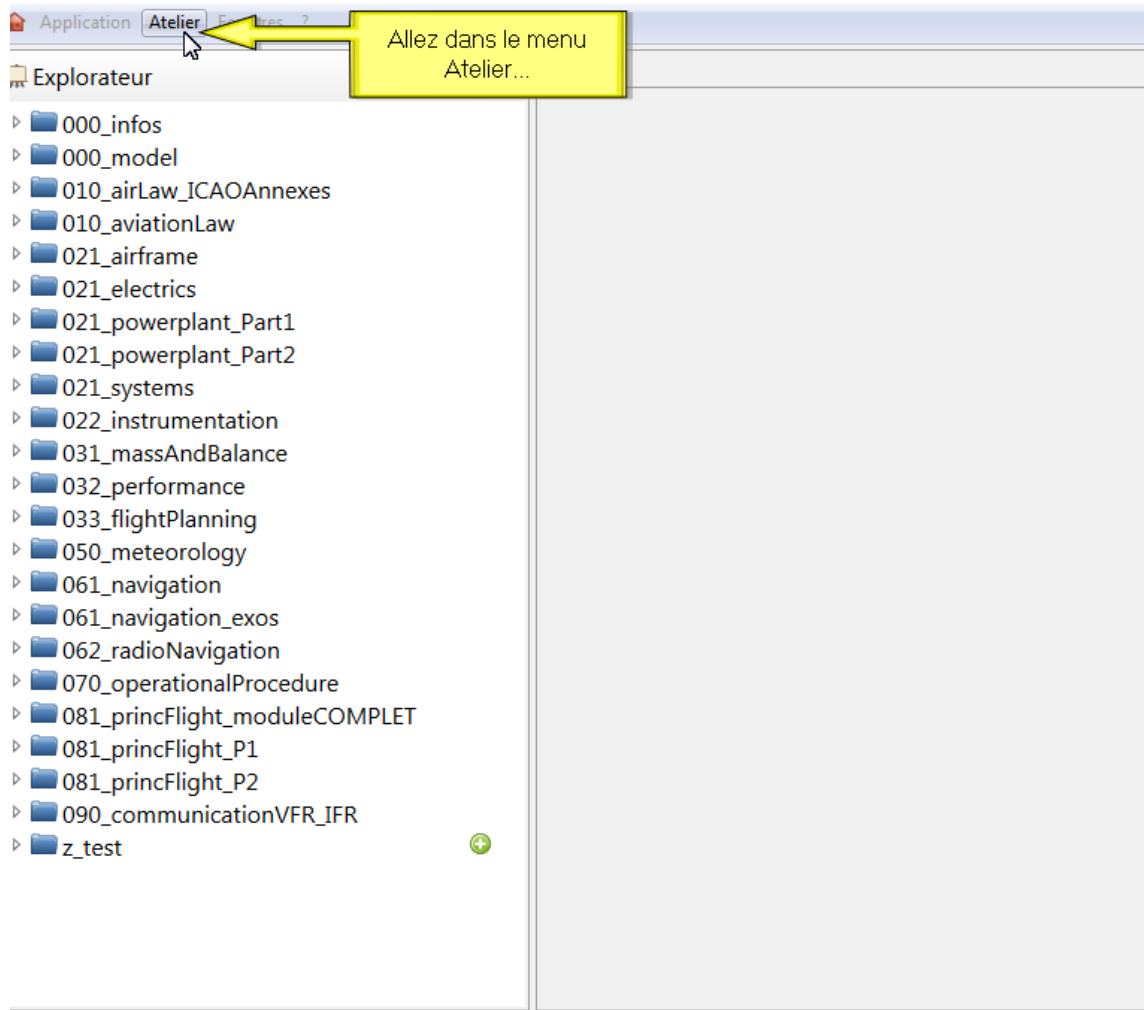 Application Atelier ?
Allez dans le menu
Atelier...
Explorateur
000_infos
000_model
010_airLaw_ICAOAnnexes
010_aviationLaw
021_airframe
021_electrics
021_powerplant_Part1
021_powerplant_Part2
021_systems
022_instrumentation
031_massAndBalance
032_performance
033_flightPlanning
050_meteorology
061_navigation
061_navigation_exos
062_radioNavigation
070_operationalProcedure
081_princFlight_moduleCOMPLET
081_princFlight_P1
081_princFlight_P2
090_communicationVFR_IFR
z_test